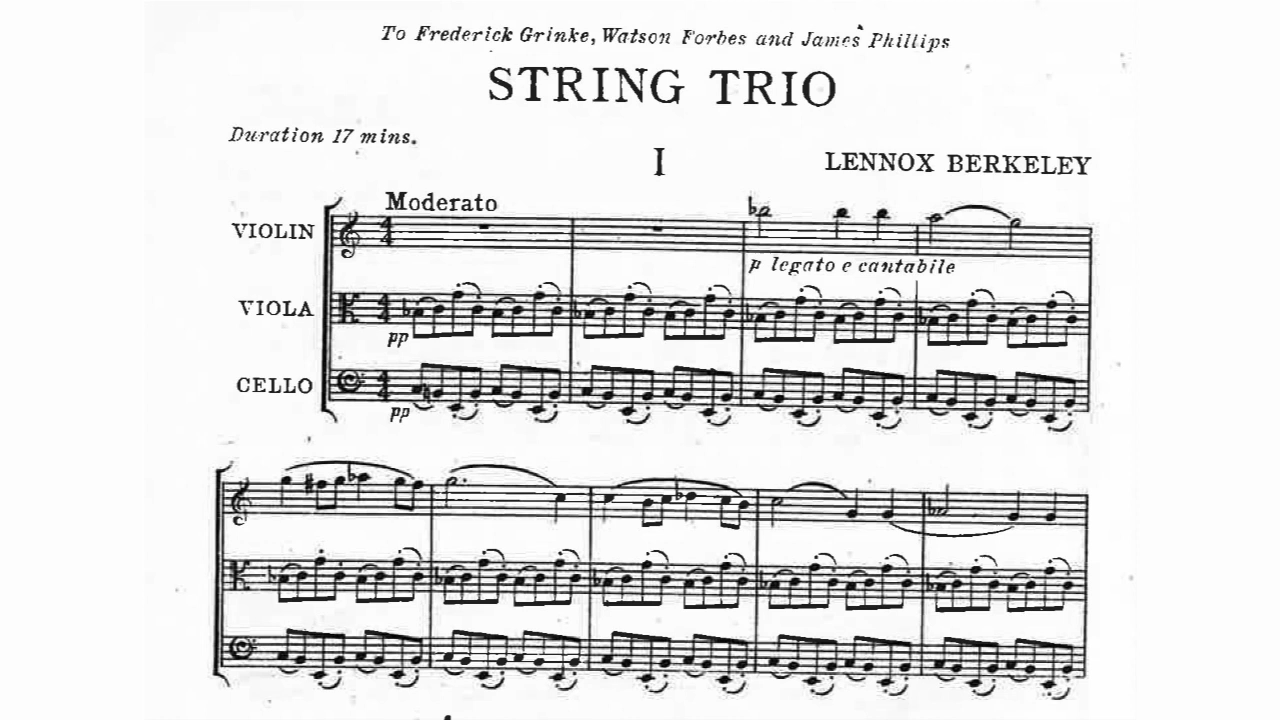 To Frederick Grinke, Watson Forbes and James Phillips
STRING TRIO
Duration 17 mins.
I
LENNOX BERKELEY
Moderato
VIOLIN
p legato e cantabile
VIOLA
pp
CELLO
pp